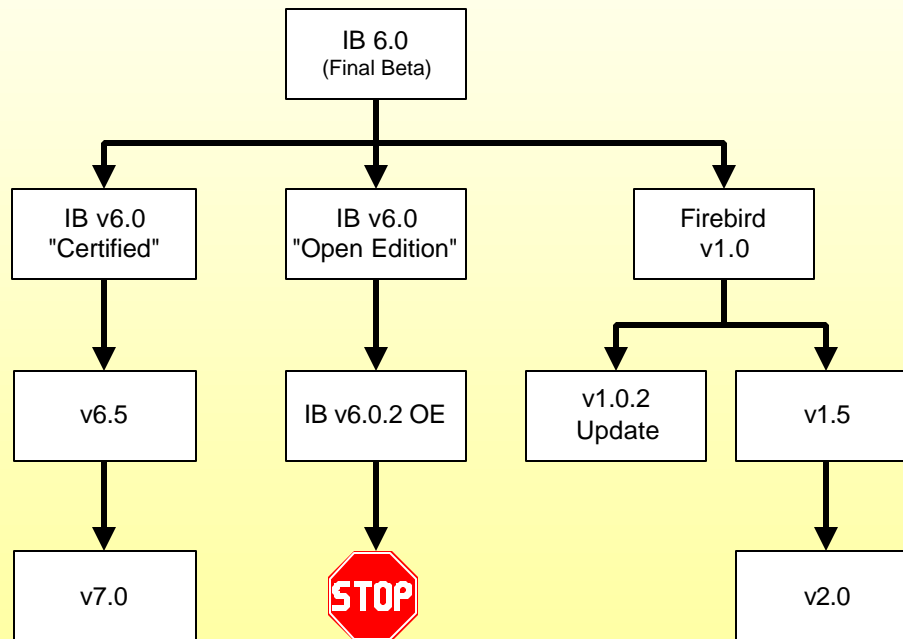 IB 6.0
(Final Beta)
IB v6.0
"Certified"
IB v6.0
"Open Edition"
Firebird
v1.0
v6.5
IB v6.0.2 OE
v1.0.2
Update
v1.5
v7.0
STOP
v2.0